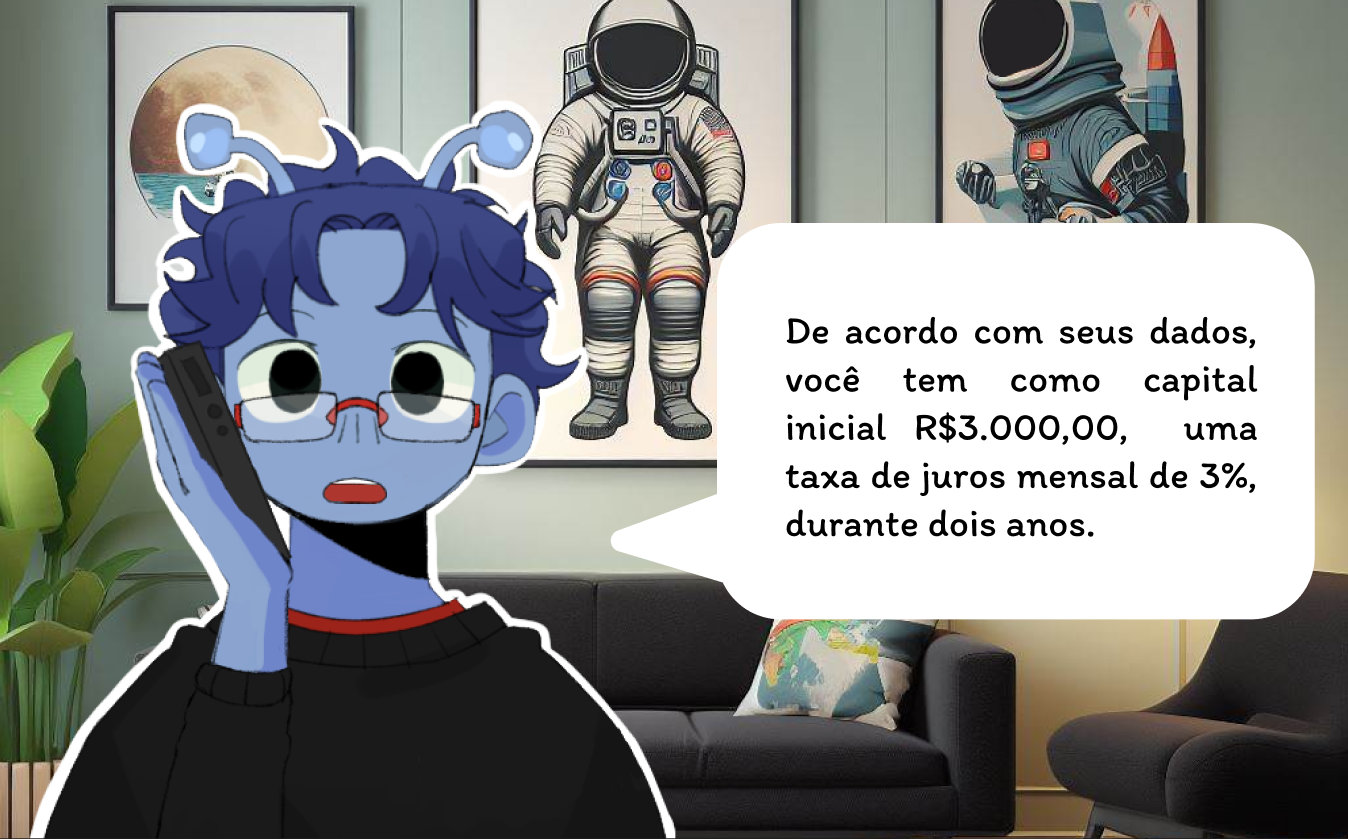 De acordo com seus dados,
você tem como capital
inicial R$3.000,00, uma
taxa de juros mensal de 3%,
durante dois anos.